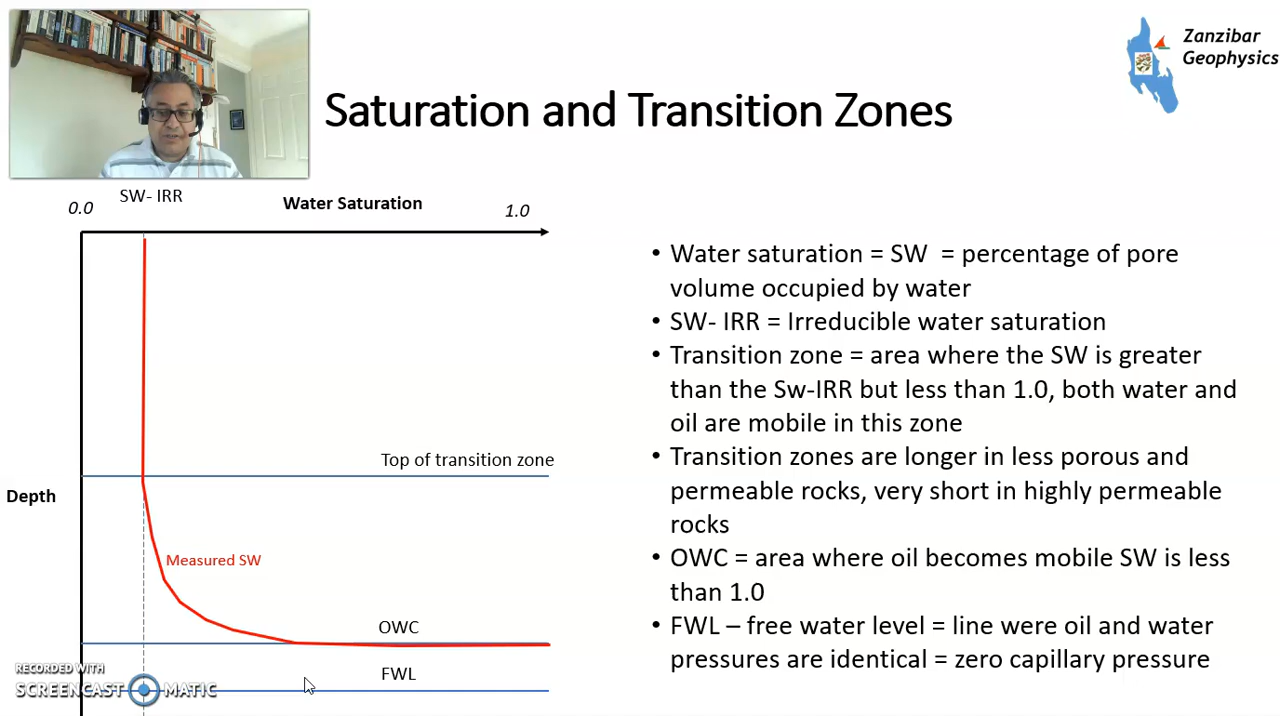 Zanzibar
Geophysics
Saturation and Transition Zones
SW- IRR
0.0
Water Saturation
1.0
Top of transition zone
Depth
Measured SW
OWC
FWL
• Water saturation = SW = percentage of pore
volume occupied by water
• SW- IRR = Irreducible water saturation
• Transition zone = area where the SW is greater
than the Sw-IRR but less than 1.0, both water and
oil are mobile in this zone
• Transition zones are longer in less porous and
permeable rocks, very short in highly permeable
rocks
• OWC = area where oil becomes mobile SW is less
than 1.0
• FWL – free water level = line were oil and water
pressures are identical = zero capillary pressure
RECORDED WITH
SCREENCAST MATIC